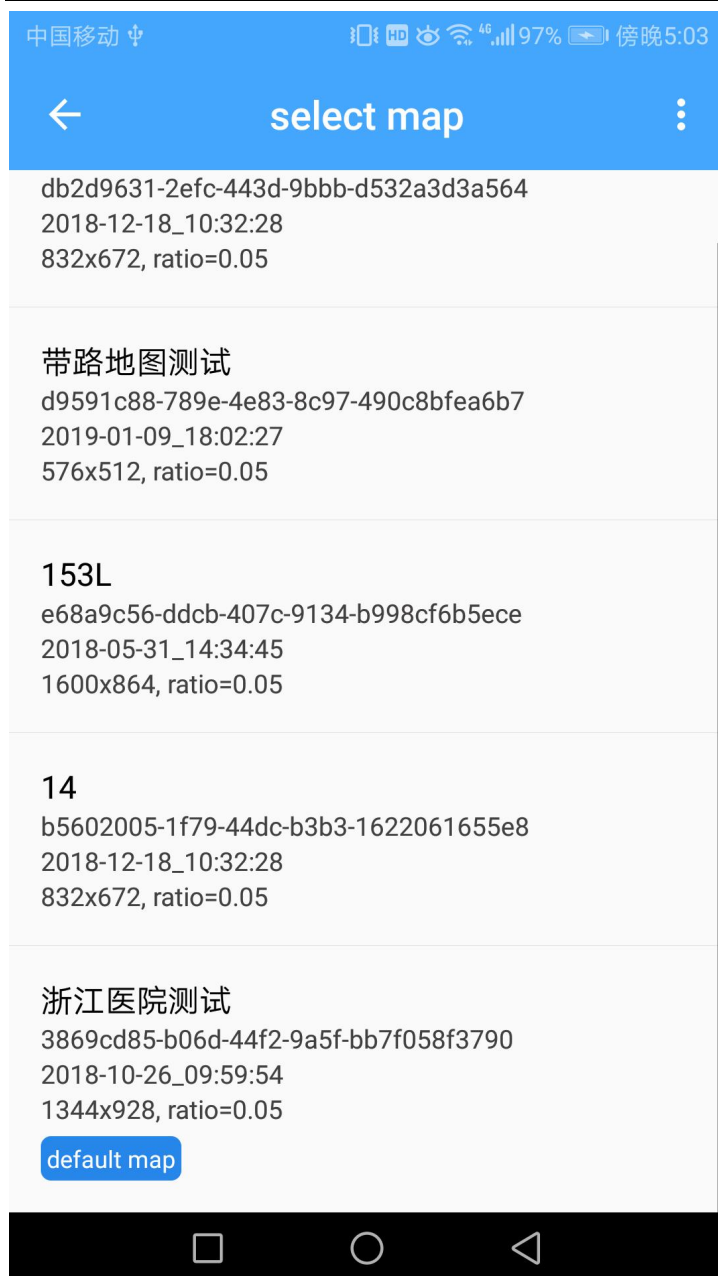 中国移动 HD 4G 97% 傍晚5:03
select map
db2d9631-2efc-443d-9bbb-d532a3d3a564
2018-12-18_10:32:28
832x672, ratio=0.05
带路地图测试
d9591c88-789e-4e83-8c97-490c8bfea6b7
2019-01-09_18:02:27
576x512, ratio=0.05
153L
e68a9c56-ddcb-407c-9134-b998cf6b5ece
2018-05-31_14:34:45
1600x864, ratio=0.05
14
b5602005-1f79-44dc-b3b3-1622061655e8
2018-12-18_10:32:28
832x672, ratio=0.05
浙江医院测试
3869cd85-b06d-44f2-9a5f-bb7f058f3790
2018-10-26_09:59:54
1344x928, ratio=0.05
default map